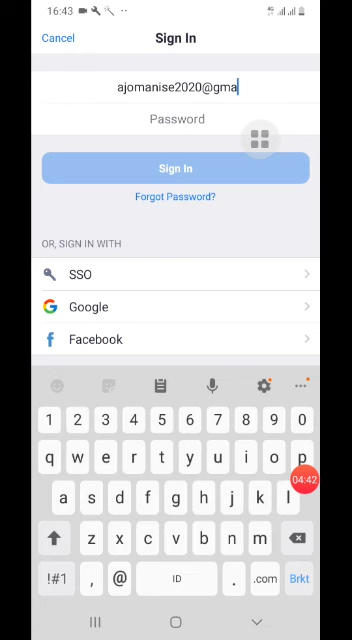 16:43
Cancel
Sign In
ajomanise2020@gma
Password
Sign In
Forgot Password?
OR, SIGN IN WITH
SSO
Google
Facebook
1 2 3 4 5 6 7 8 9 0
q w e r t y u i o p
04:42
a s d f g h j k l
z x c v b n m
!#1 , @ ID . .com Brkt